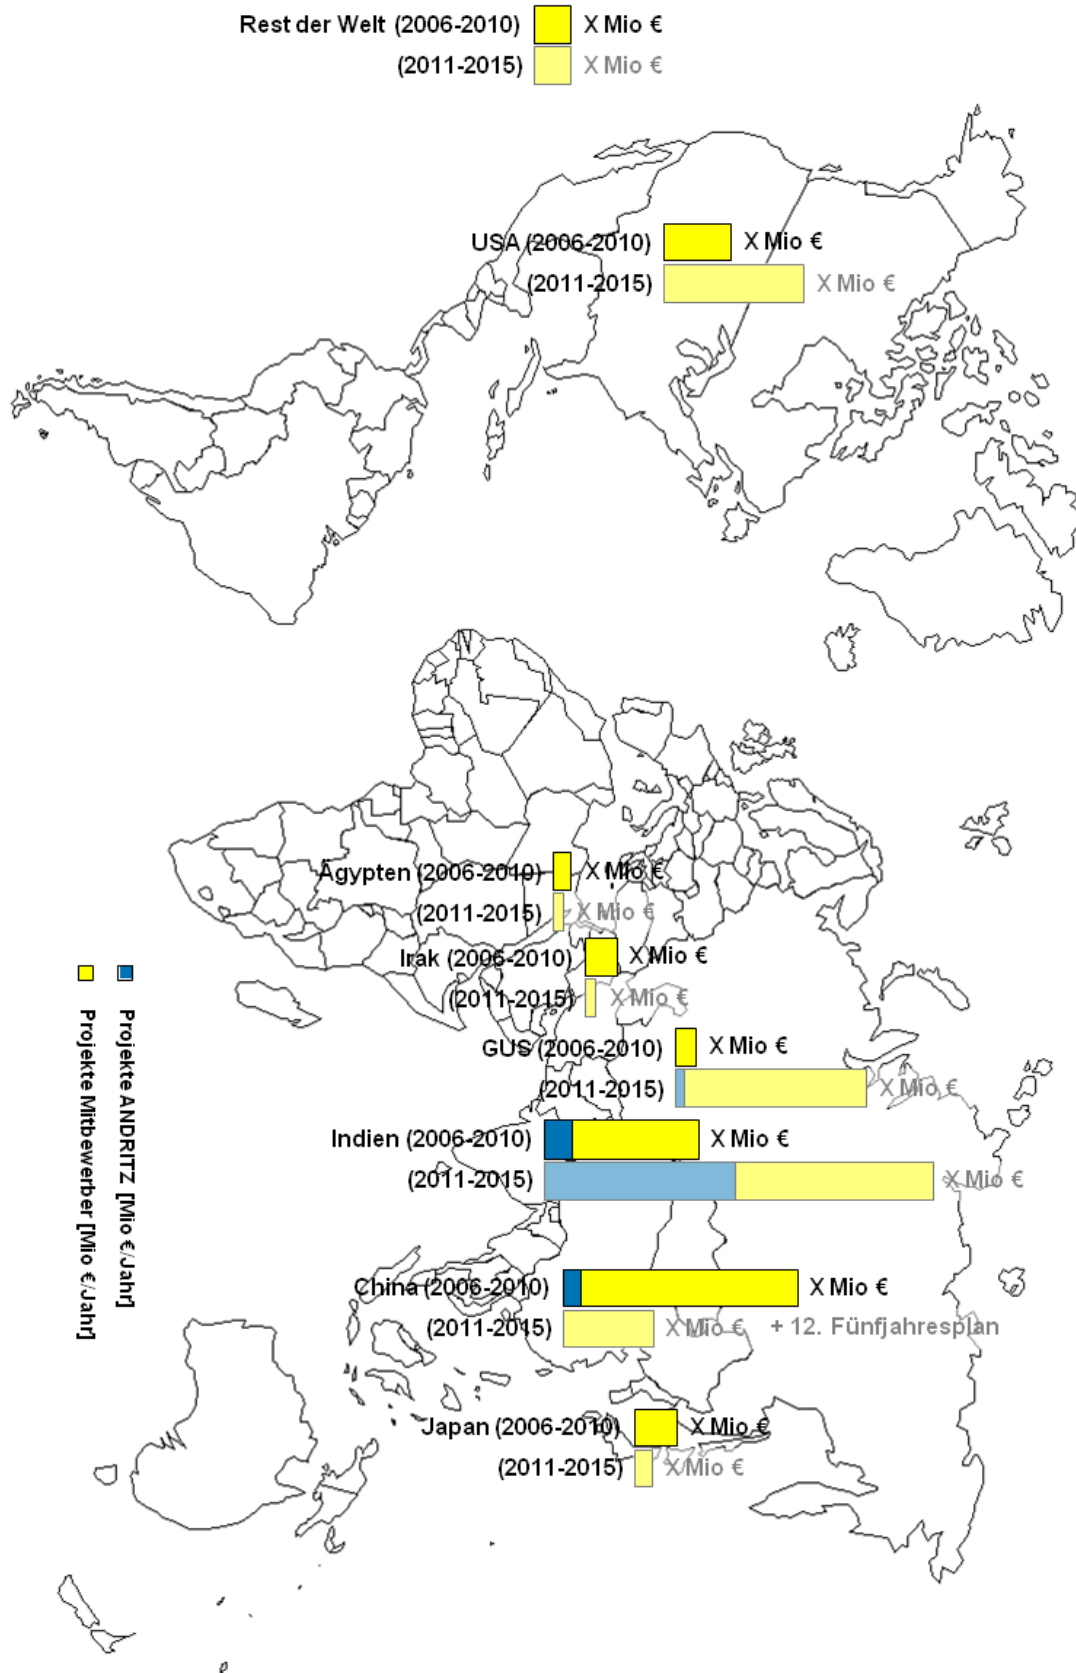 Rest der Welt (2006-2010) X Mio €
(2011-2015) X Mio €
USA (2006-2010) X Mio €
(2011-2015) X Mio €
Ägypten (2006-2010) X Mio €
(2011-2015) X Mio €
Irak (2006-2010) X Mio €
(2011-2015) X Mio €
GUS (2006-2010) X Mio €
(2011-2015) X Mio €
Indien (2006-2010) X Mio €
(2011-2015) X Mio €
China (2006-2010) X Mio €
(2011-2015) X Mio € + 12. Fünfjahresplan
Japan (2006-2010) X Mio €
(2011-2015) X Mio €
Projekte ANDRITZ [Mio €/Jahr]
Projekte Mitbewerber [Mio €/Jahr]